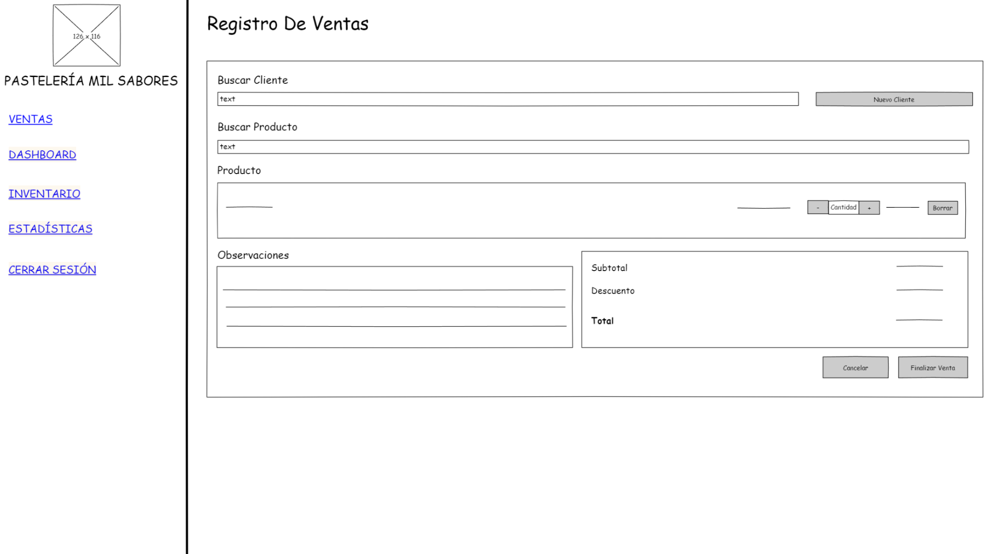 126 x 116
PASTELERÍA MIL SABORES
VENTAS
DASHBOARD
INVENTARIO
ESTADÍSTICAS
CERRAR SESIÓN
Registro De Ventas
Buscar Cliente
text
Nuevo Cliente
Buscar Producto
text
Producto
- Cantidad + Borrar
Observaciones
Subtotal
Descuento
Total
Cancelar
Finalizar Venta